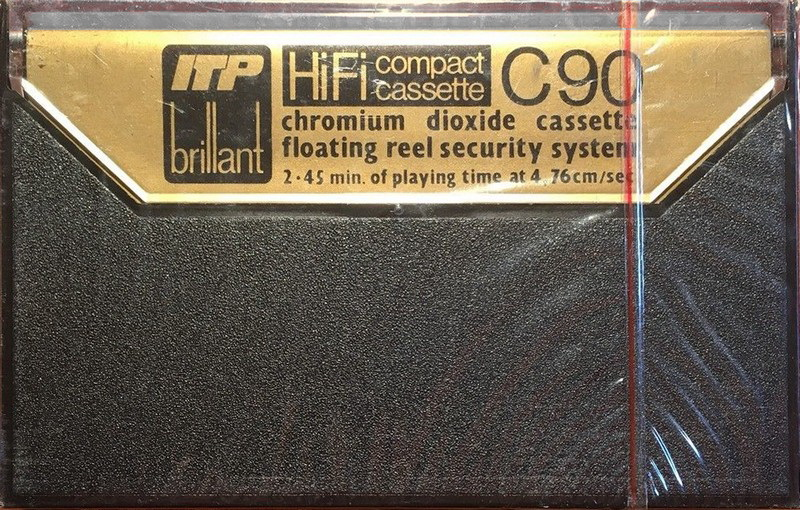 ITP
brillant
HiFi compact cassette C90
chromium dioxide cassette
floating reel security system
2·45 min. of playing time at 4,76cm/sec